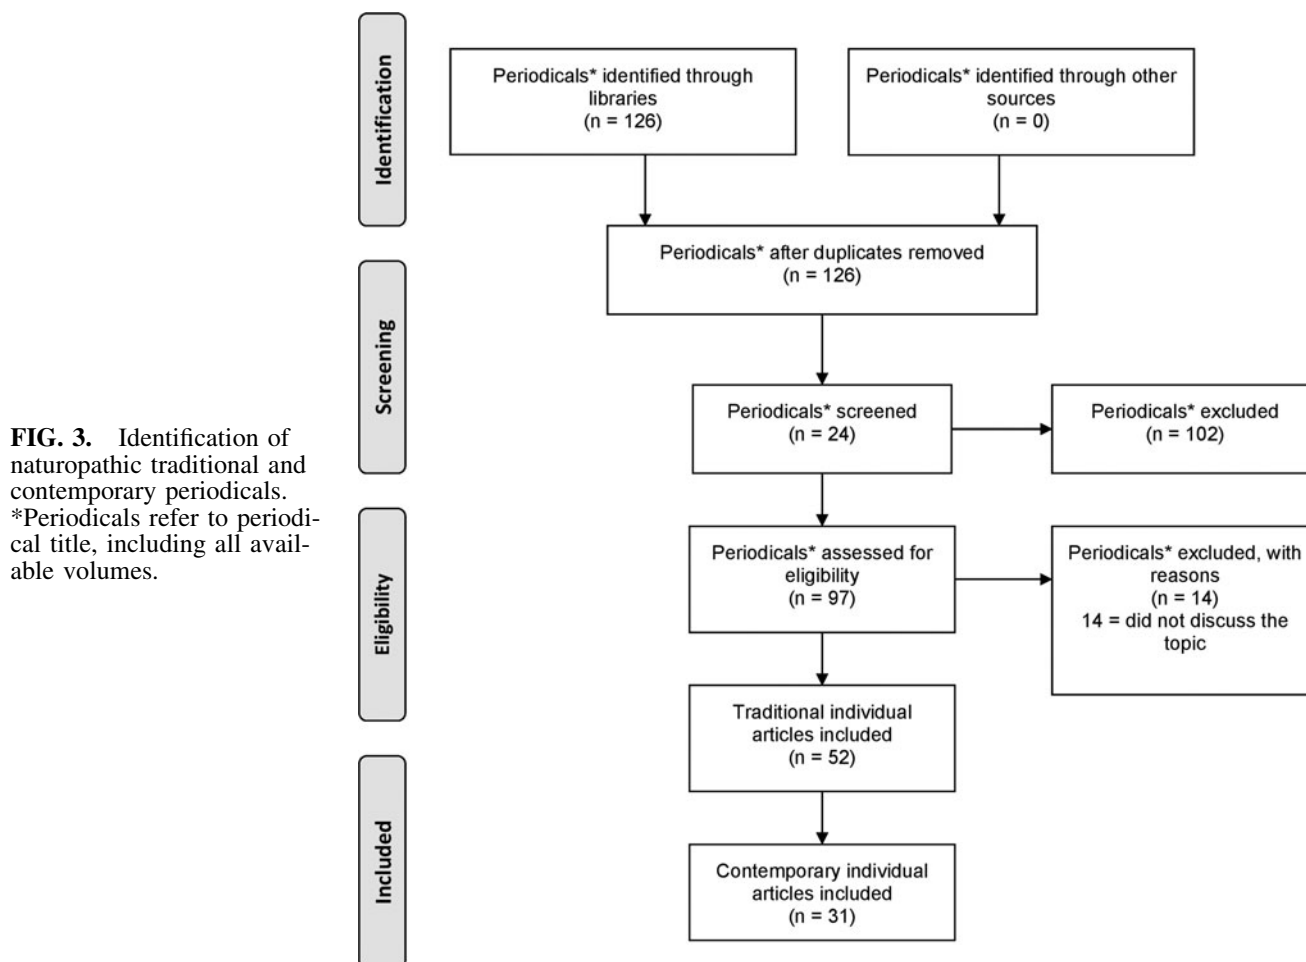 Identification
Periodicals* identified through
libraries
(n = 126)
Periodicals* identified through other
sources
(n = 0)
Periodicals* after duplicates removed
(n = 126)
Screening
Periodicals* screened
(n = 24)
Periodicals* excluded
(n = 102)
FIG. 3. Identification of
naturopathic traditional and
contemporary periodicals.
*Periodicals refer to periodi-
cal title, including all avail-
able volumes.
Eligibility
Periodicals* assessed for
eligibility
(n = 97)
Periodicals* excluded, with
reasons
(n = 14)
14 = did not discuss the
topic
Traditional individual
articles included
(n = 52)
Included
Contemporary individual
articles included
(n = 31)